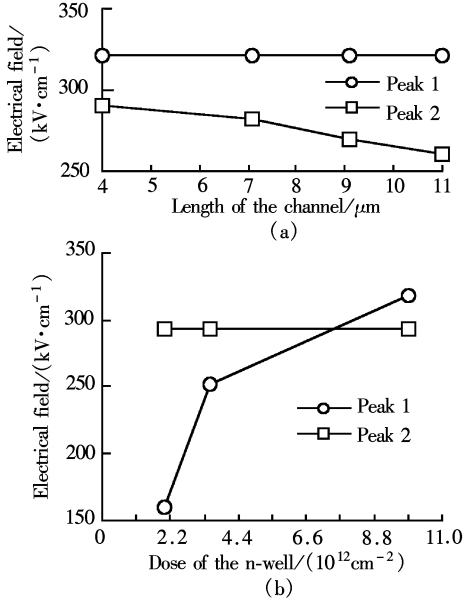 350
300
250
Electrical field/
(kV·cm⁻¹)
Peak 1
Peak 2
4 5 6 7 8 9 10 11
Length of the channel/μm
(a)
350
300
250
200
150
Electrical field/(kV·cm⁻¹)
Peak 1
Peak 2
0 2.2 4.4 6.6 8.8 11.0
Dose of the n-well/(10¹²cm⁻²)
(b)